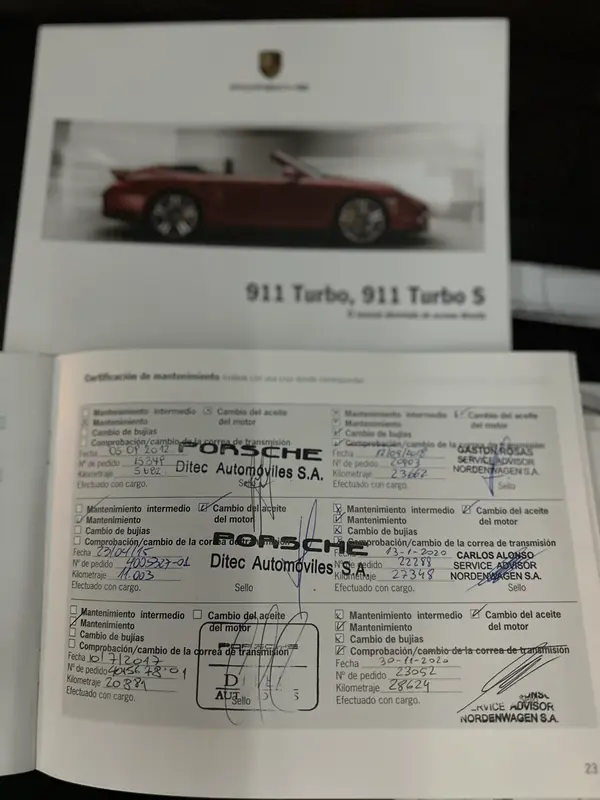 911 Turbo, 911 Turbo S
Certificación de mantenimiento
Mantenimiento intermedio Cambio del aceite
Mantenimiento del motor
Cambio de bujías
Comprobación/cambio de la correa de transmisión
Fecha 05 09 2012
Nº de pedido 15349
Kilometraje
Efectuado con cargo. Sello
PORSCHE
Ditec Automóviles S.A.
Mantenimiento intermedio Cambio del aceite
Mantenimiento del motor
Cambio de bujías
Comprobación/cambio de la correa de transmisión
Fecha
Nº de pedido
Kilometraje 23662
Efectuado con cargo. Sello
GASTON ROSAS
SERVICE ADVISOR
NORDENWAGEN S.A.
Mantenimiento intermedio Cambio del aceite
Mantenimiento del motor
Cambio de bujías
Comprobación/cambio de la correa de transmisión
Fecha 23/04/15
Nº de pedido 4005327-01
Kilometraje 11.003
Efectuado con cargo. Sello
PORSCHE
Ditec Automóviles S.A.
Mantenimiento intermedio Cambio del aceite
Mantenimiento del motor
Cambio de bujías
Comprobación/cambio de la correa de transmisión
Fecha 13-1-2020
Nº de pedido 22288
Kilometraje 27348
Efectuado con cargo. Sello
CARLOS ALONSO
SERVICE ADVISOR
NORDENWAGEN S.A.
Mantenimiento intermedio Cambio del aceite
Mantenimiento del motor
Cambio de bujías
Comprobación/cambio de la correa de transmisión
Fecha 10/7/2017
Nº de pedido 4045678-01
Kilometraje 20881
Efectuado con cargo. Sello
PORSCHE
Mantenimiento intermedio Cambio del aceite
Mantenimiento del motor
Cambio de bujías
Comprobación/cambio de la correa de transmisión
Fecha 30-11-2020
Nº de pedido 23052
Kilometraje 28624
Efectuado con cargo.
ADVISOR
NORDENWAGEN S.A.
23